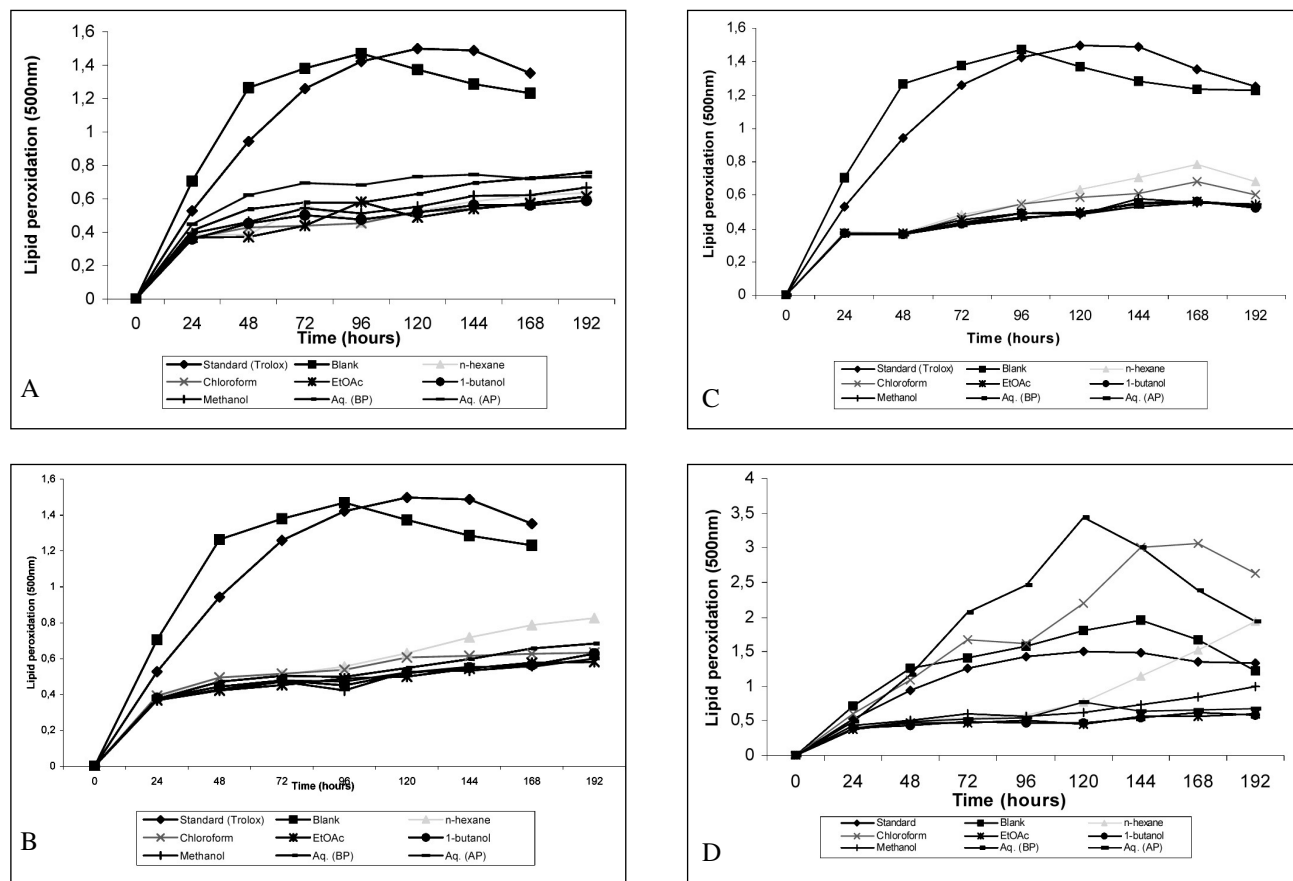 1,6
1,4
1,2
1
0,8
0,6
0,4
0,2
0
Lipid peroxidation (500nm)
0 24 48 72 96 120 144 168 192
Time (hours)
Standard (Trolox) Blank n-hexane
Chloroform EtOAc 1-butanol
Methanol Aq. (BP) Aq. (AP)
A
1,6
1,4
1,2
1
0,8
0,6
0,4
0,2
0
Lipid peroxidation (500nm)
0 24 48 72 96 120 144 168 192
Time (hours)
Standard (Trolox) Blank n-hexane
Chloroform EtOAc 1-butanol
Methanol Aq. (BP) Aq. (AP)
C
1,6
1,4
1,2
1
0,8
0,6
0,4
0,2
0
Lipid peroxidation (500nm)
0 24 48 72 96 120 144 168 192
Time (hours)
Standard (Trolox) Blank n-hexane
Chloroform EtOAc 1-butanol
Methanol Aq. (BP) Aq. (AP)
B
4
3,5
3
2,5
2
1,5
1
0,5
0
Lipid peroxidation (500nm)
0 24 48 72 96 120 144 168 192
Time (hours)
Standard Blank n-hexane
Chloroform EtOAc 1-butanol
Methanol Aq. (BP) Aq. (AP)
D